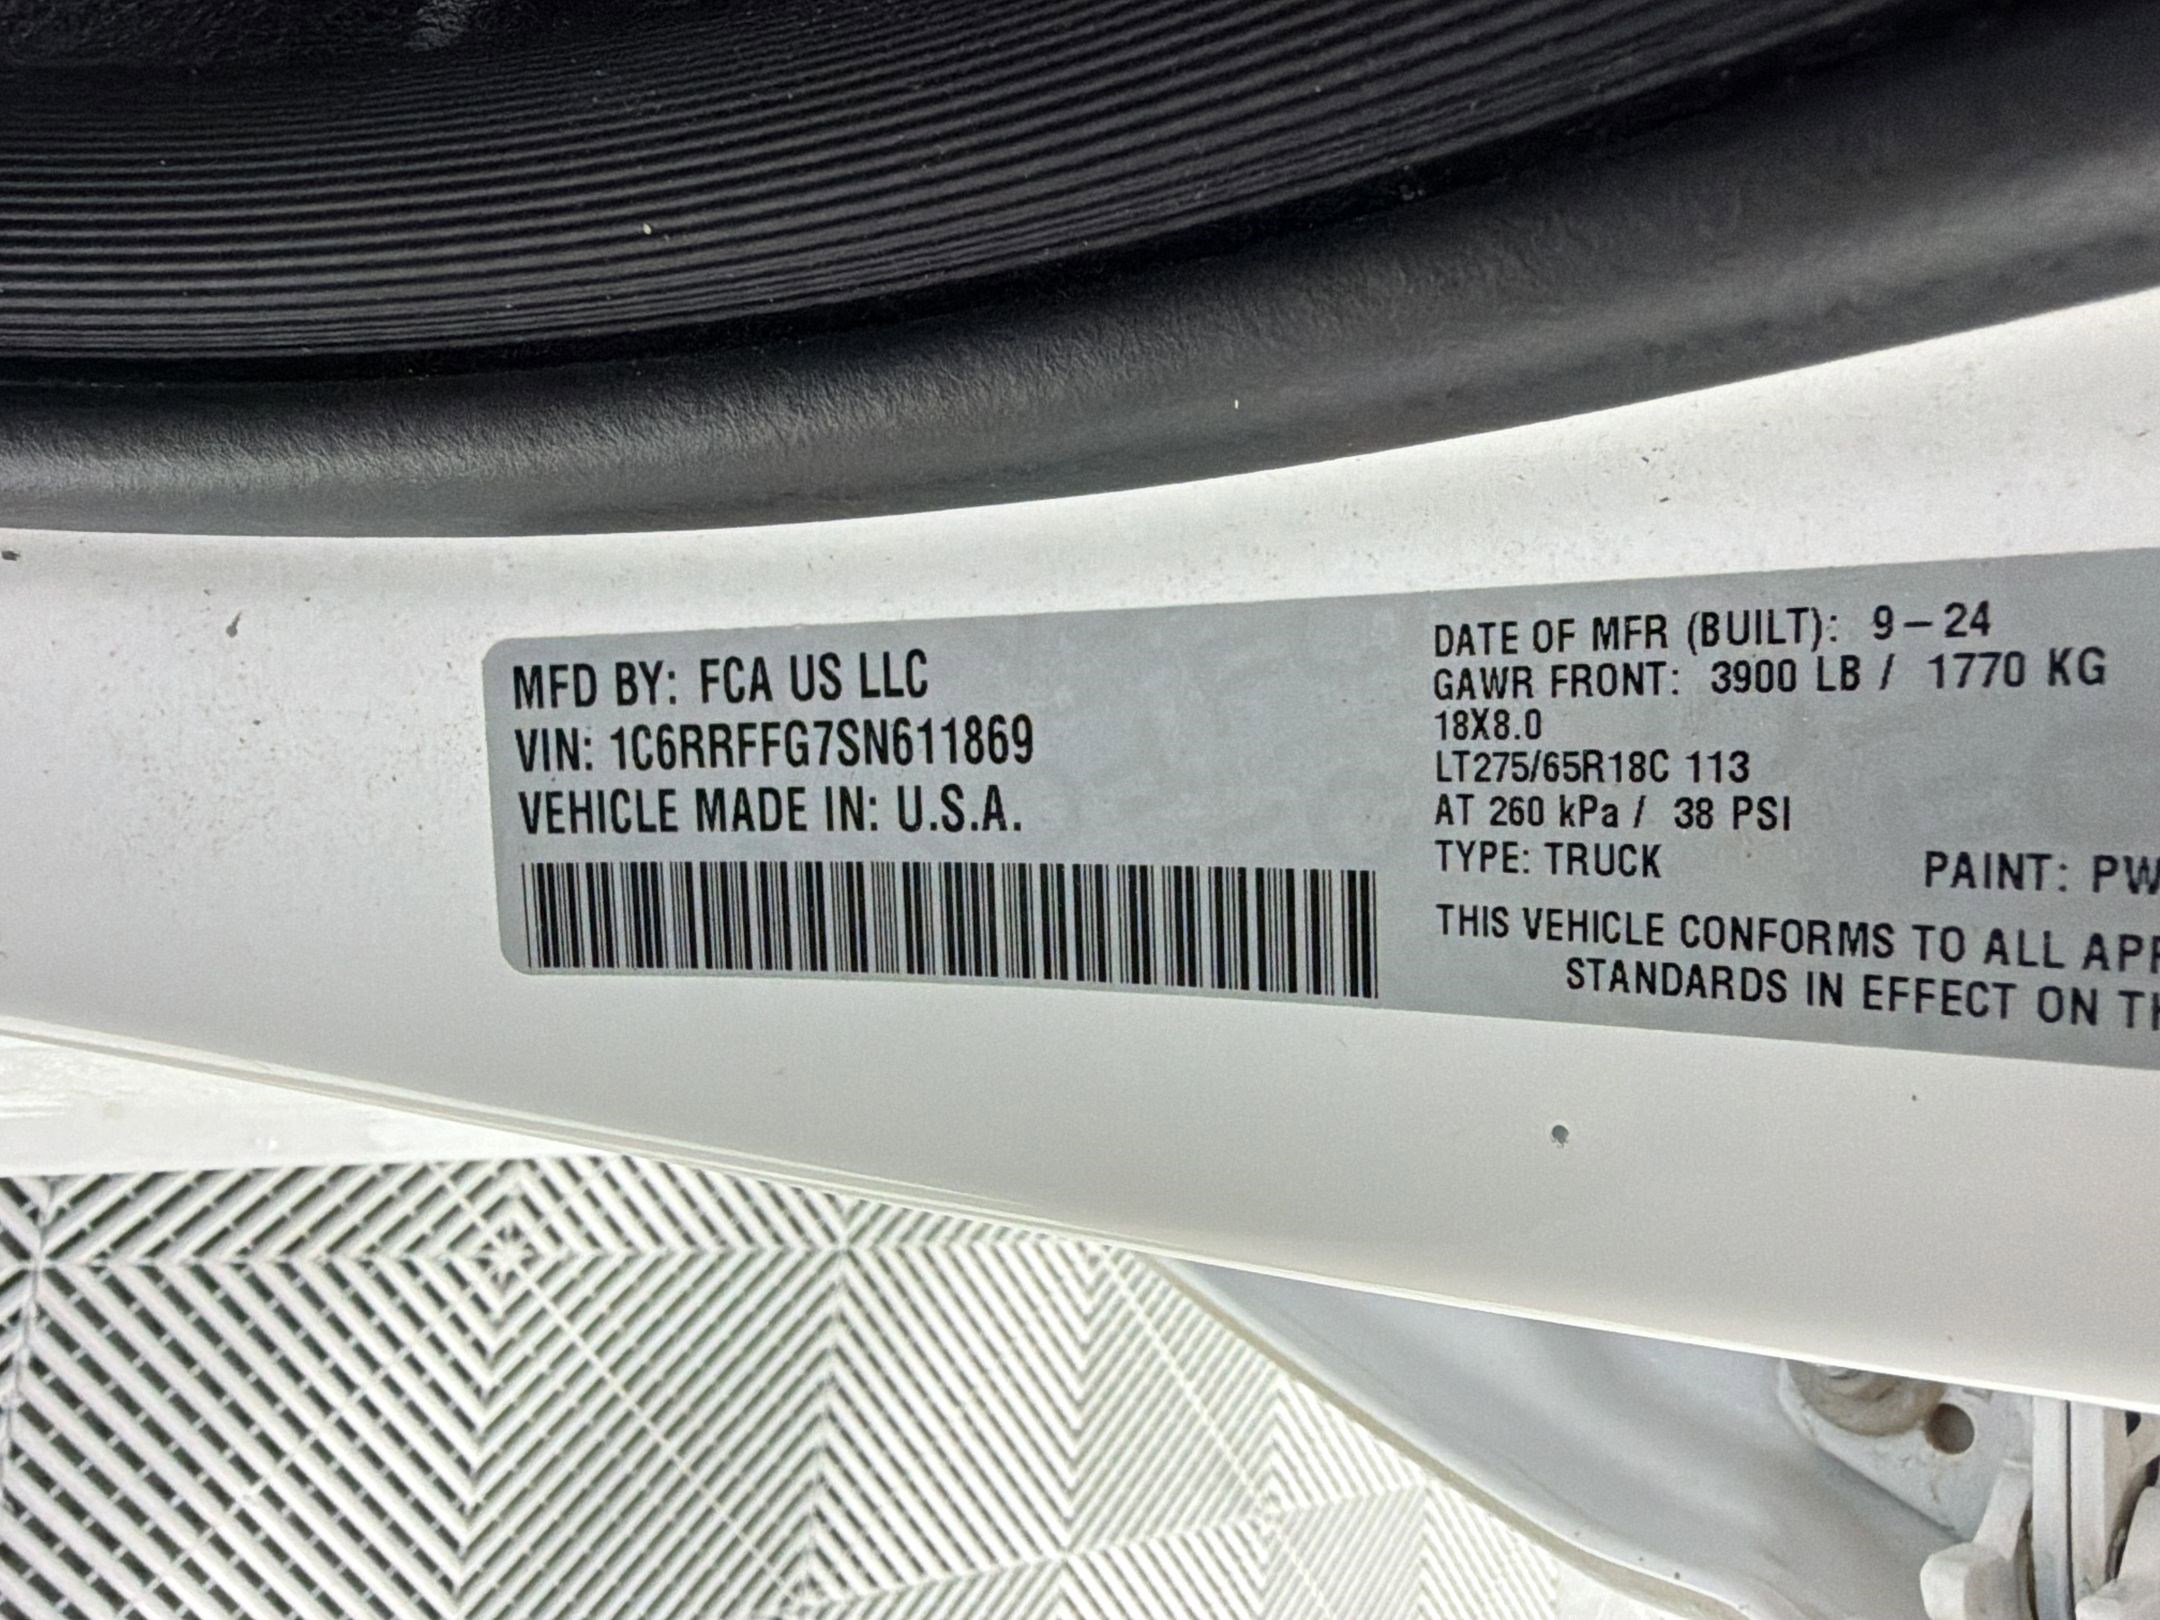 MFD BY: FCA US LLC
VIN: 1C6RRFFG7SN611869
VEHICLE MADE IN: U.S.A.
DATE OF MFR (BUILT): 9-24
GAWR FRONT: 3900 LB / 1770 KG
18X8.0
LT275/65R18C 113
AT 260 kPa / 38 PSI
TYPE: TRUCK PAINT: PW
THIS VEHICLE CONFORMS TO ALL APP
STANDARDS IN EFFECT ON TH